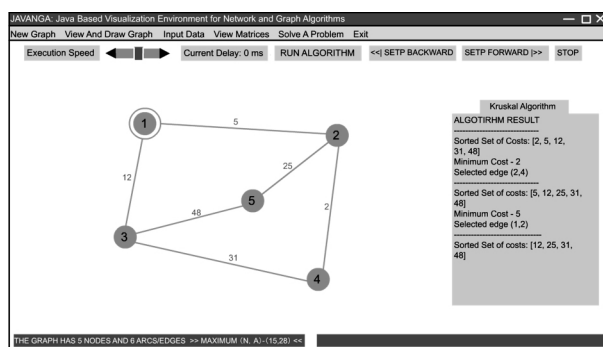 JAVANGA: Java Based Visualization Environment for Network and Graph Algorithms
New Graph View And Draw Graph Input Data View Matrices Solve A Problem Exit
Execution Speed Current Delay: 0 ms RUN ALGORITHM <<| SETP BACKWARD SETP FORWARD |>> STOP
Kruskal Algorithm
ALGOTIRHM RESULT
------------------------------
Sorted Set of Costs: [2, 5, 12,
31, 48]
Minimum Cost - 2
Selected edge (2,4)
------------------------------
Sorted Set of costs: [5, 12, 25, 31,
48]
Minimum Cost - 5
Selected edge (1,2)
------------------------------
Sorted Set of costs: [12, 25, 31,
48]
1
5
2
25
12
5
2
48
3
31
4
THE GRAPH HAS 5 NODES AND 6 ARCS/EDGES >> MAXIMUM (N, A)-(15,28) <<